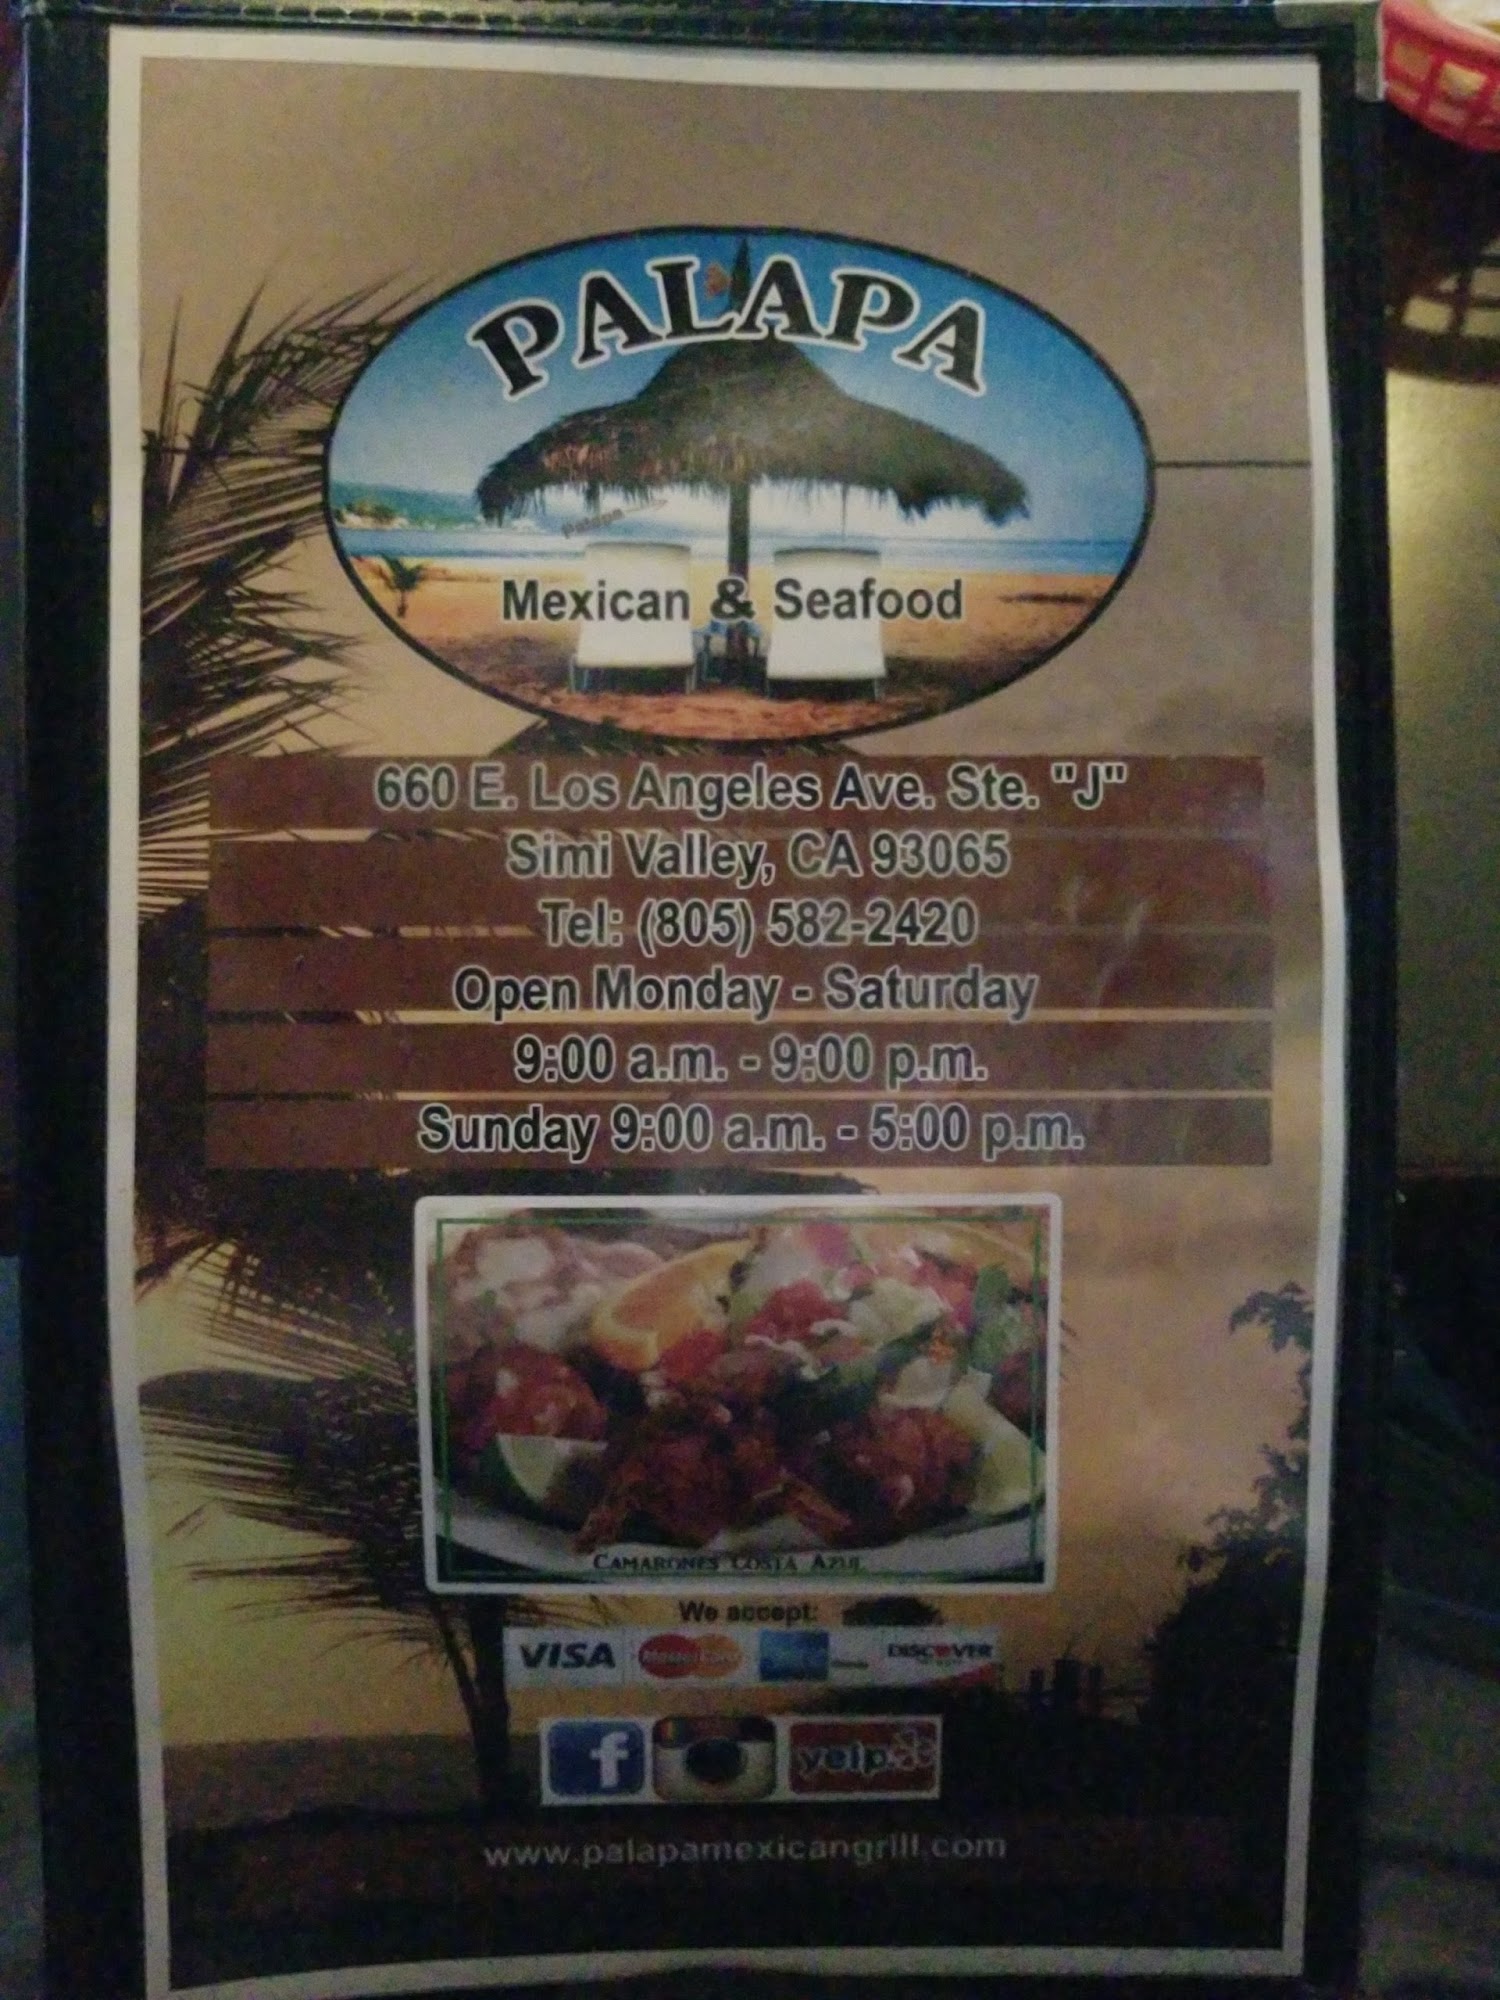 PALAPA
Palapa
Mexican & Seafood
660 E. Los Angeles Ave. Ste. "J"
Simi Valley, CA 93065
Tel: (805) 582-2420
Open Monday - Saturday
9:00 a.m. - 9:00 p.m.
Sunday 9:00 a.m. - 5:00 p.m.
CAMARONES COSTA AZUL
We accept:
VISA MasterCard DISCOVER
f yelp
www.palapamexicangrill.com